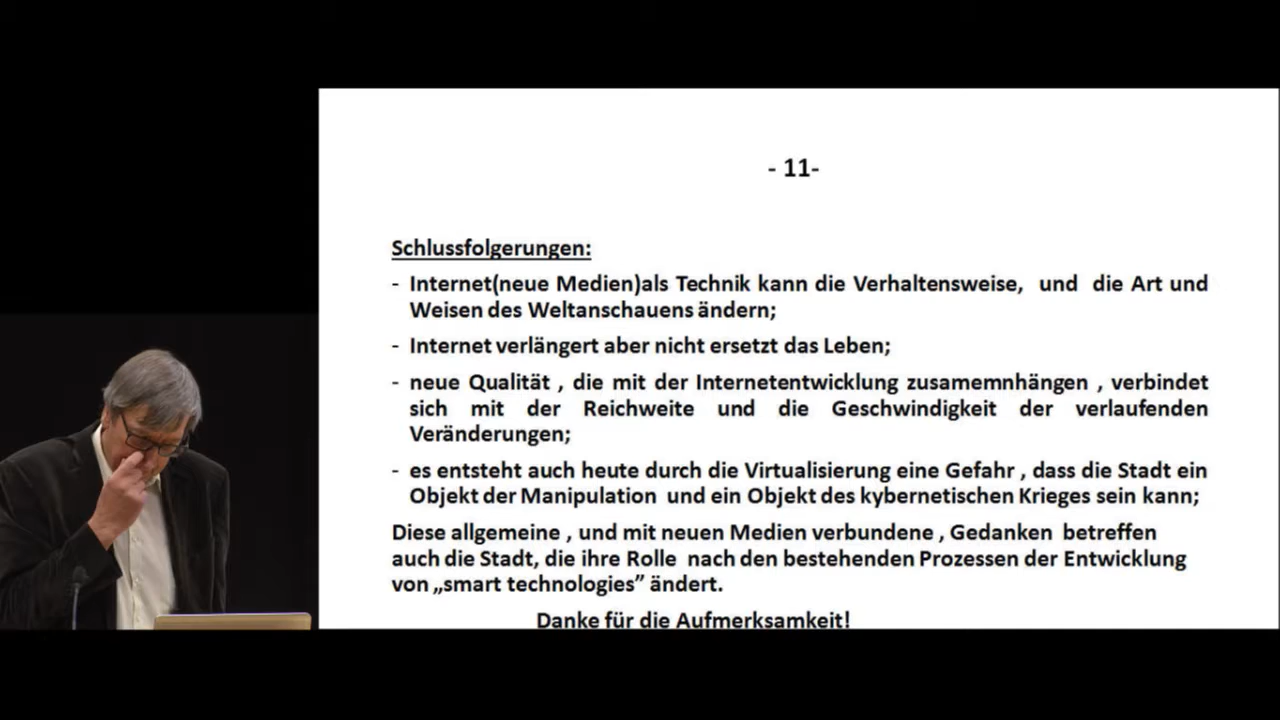 - 11-
Schlussfolgerungen:
- Internet(neue Medien)als Technik kann die Verhaltensweise, und die Art und
Weisen des Weltanschauens ändern;
- Internet verlängert aber nicht ersetzt das Leben;
- neue Qualität , die mit der Internetentwicklung zusamemnhängen , verbindet
sich mit der Reichweite und die Geschwindigkeit der verlaufenden
Veränderungen;
- es entsteht auch heute durch die Virtualisierung eine Gefahr , dass die Stadt ein
Objekt der Manipulation und ein Objekt des kybernetischen Krieges sein kann;
Diese allgemeine , und mit neuen Medien verbundene , Gedanken betreffen
auch die Stadt, die ihre Rolle nach den bestehenden Prozessen der Entwicklung
von „smart technologies” ändert.
Danke für die Aufmerksamkeit!